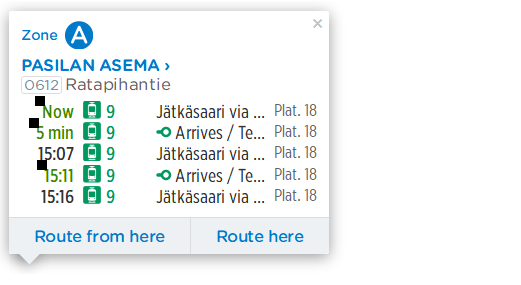 Zone A
PASILAN ASEMA ›
0612 Ratapihantie
Now 9 Jätkäsaari via ... Plat. 18
5 min 9 Arrives / Te... Plat. 18
15:07 9 Jätkäsaari via ... Plat. 18
15:11 9 Arrives / Te... Plat. 18
15:16 9 Jätkäsaari via ... Plat. 18
Route from here Route here